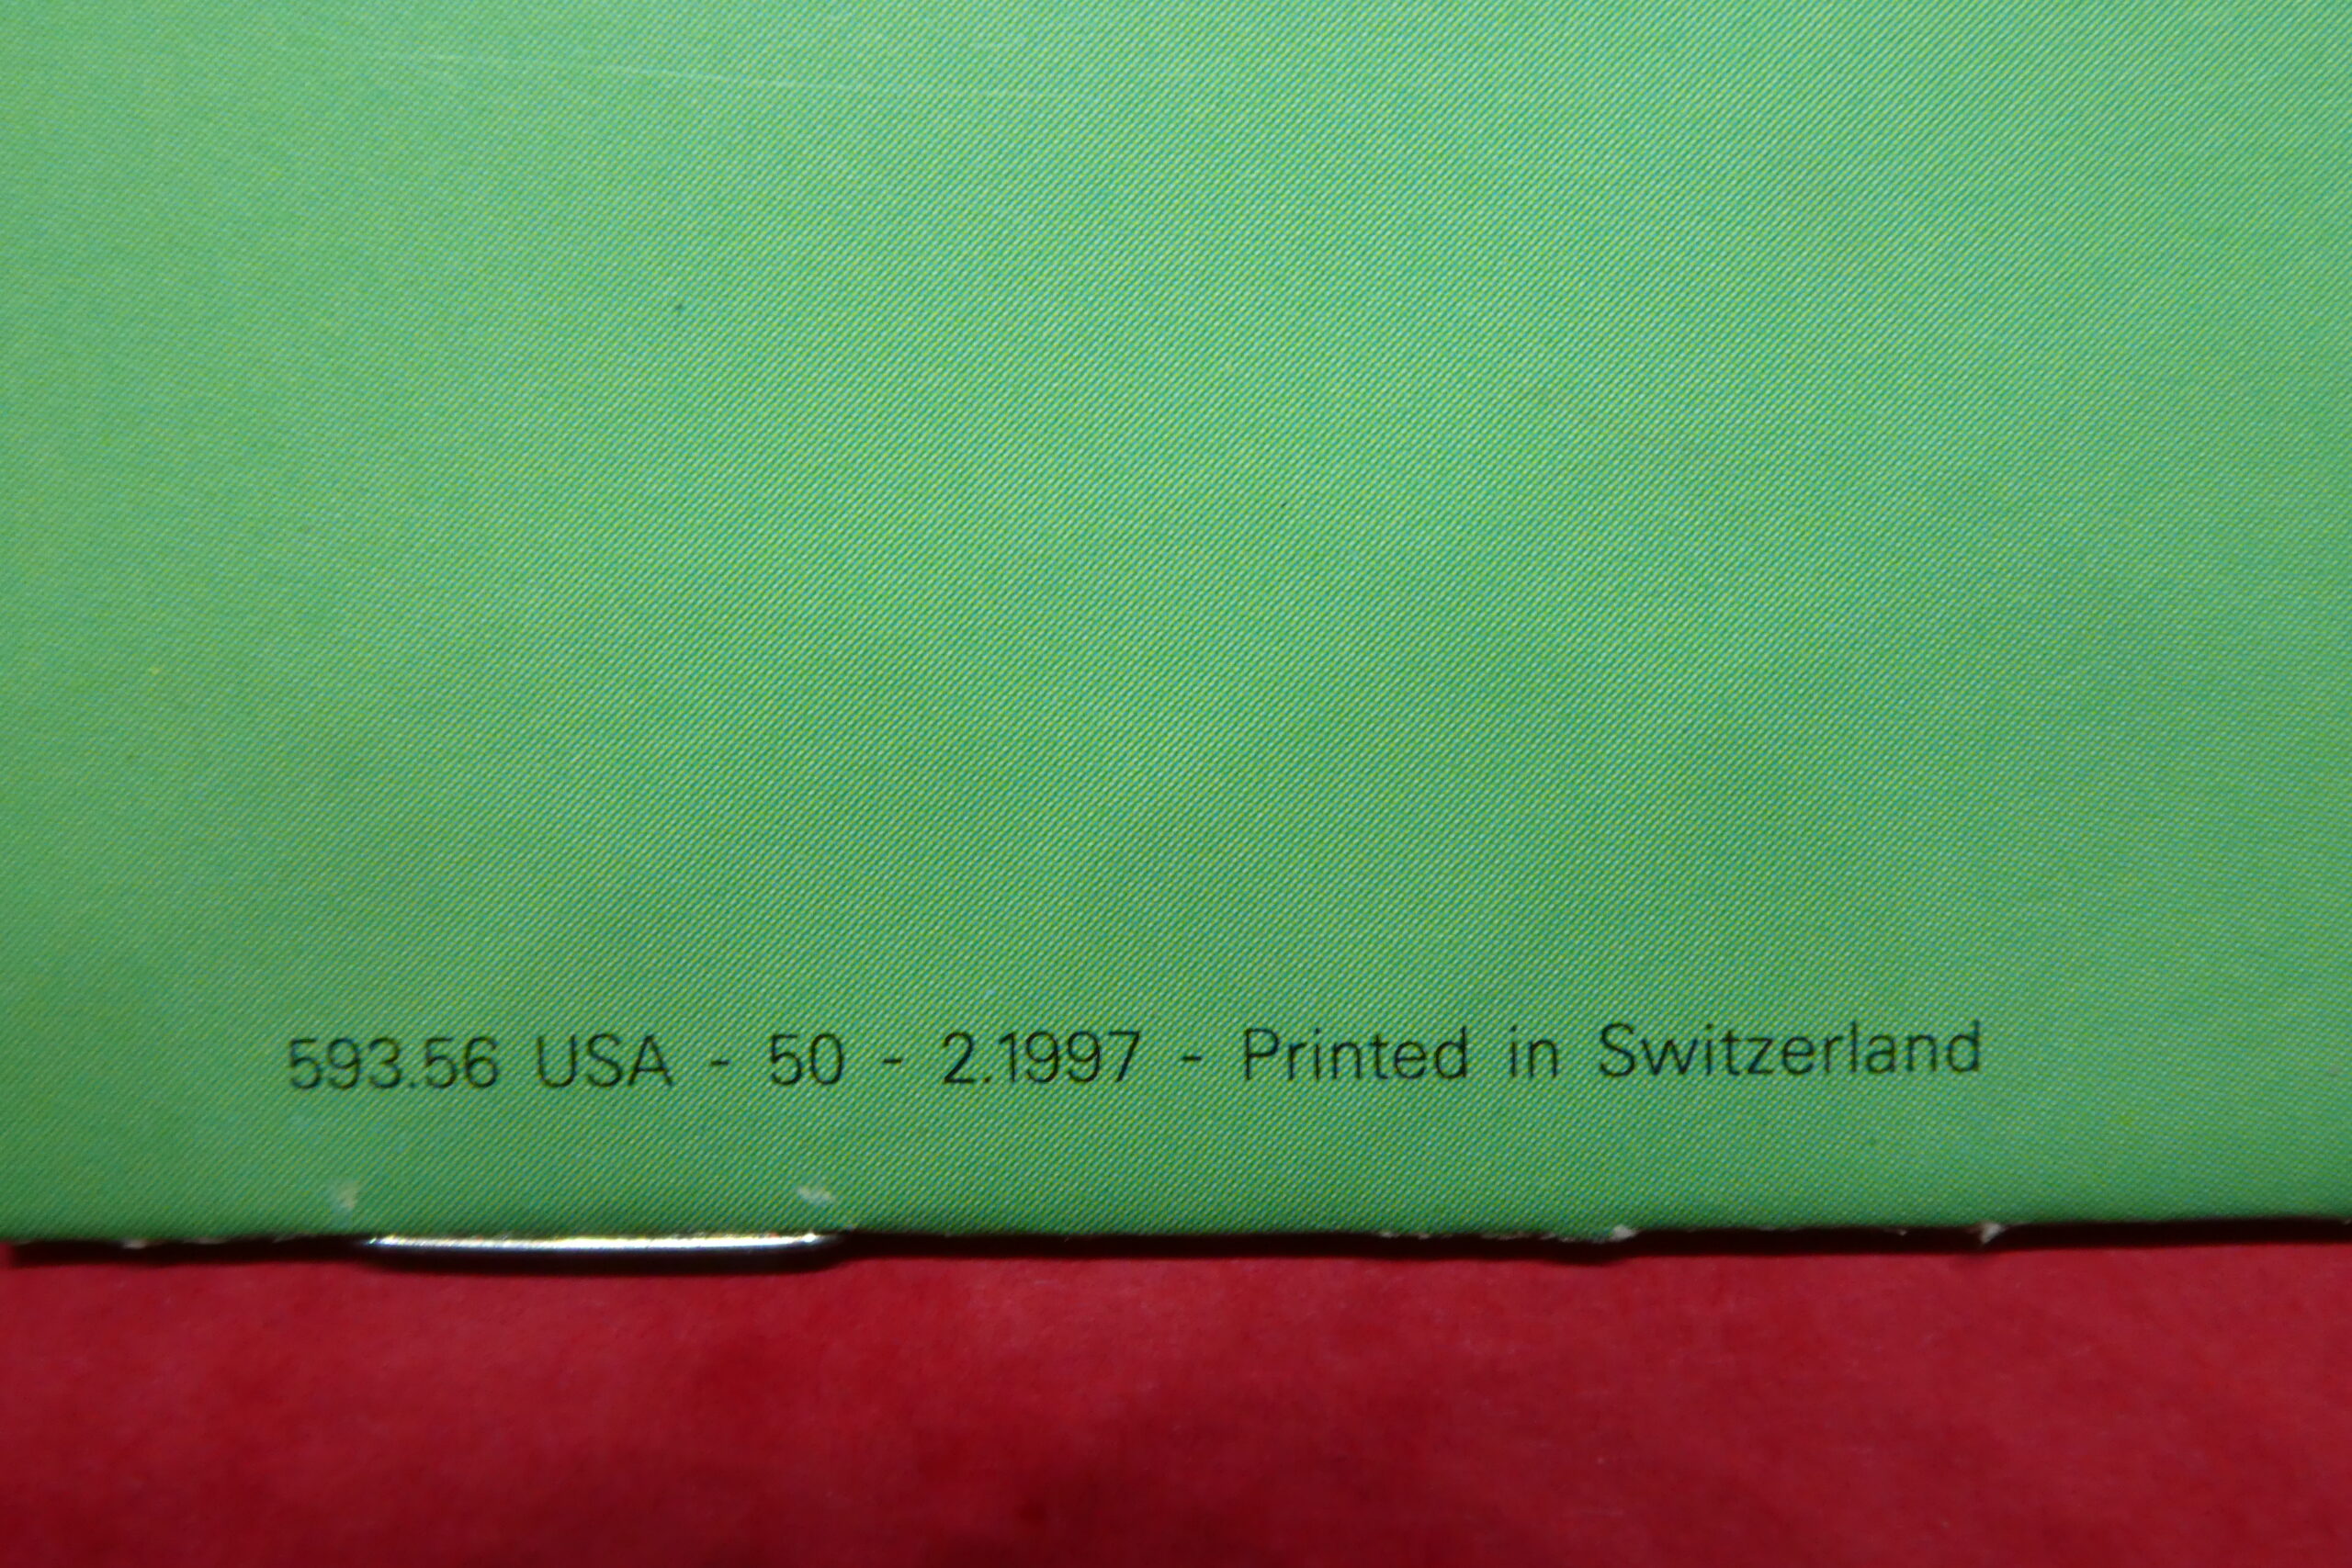 593.56 USA - 50 - 2.1997 - Printed in Switzerland